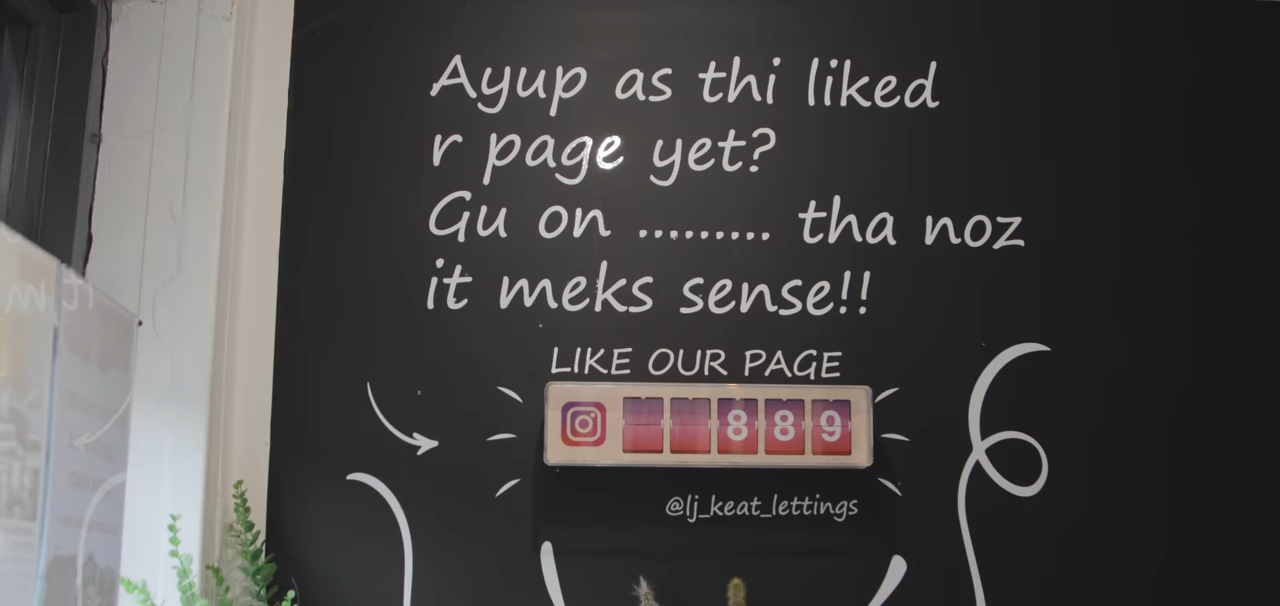 Ayup as thi liked
r page yet?
Gu on ......... tha noz
it meks sense!!
LIKE OUR PAGE
889
@lj_keat_lettings